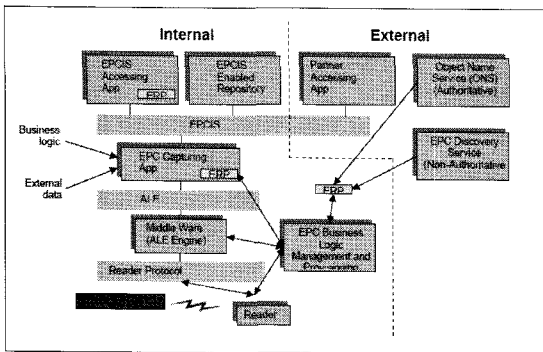 Internal
External
EPCIS
Accessing
App
ERP
EPCIS
Enabled
Repository
Partner
Accessing
App
Object Name
Service (ONS)
(Authoritative)
EPCIS
Business
logic
EPC Capturing
App
ERP
External
data
EPC Discovery
Service
(Non-Authoritative
ERP
ALE
Middle Ware
(ALE Engine)
EPC Business
Logic
Management and
Reader Protocol
Reader